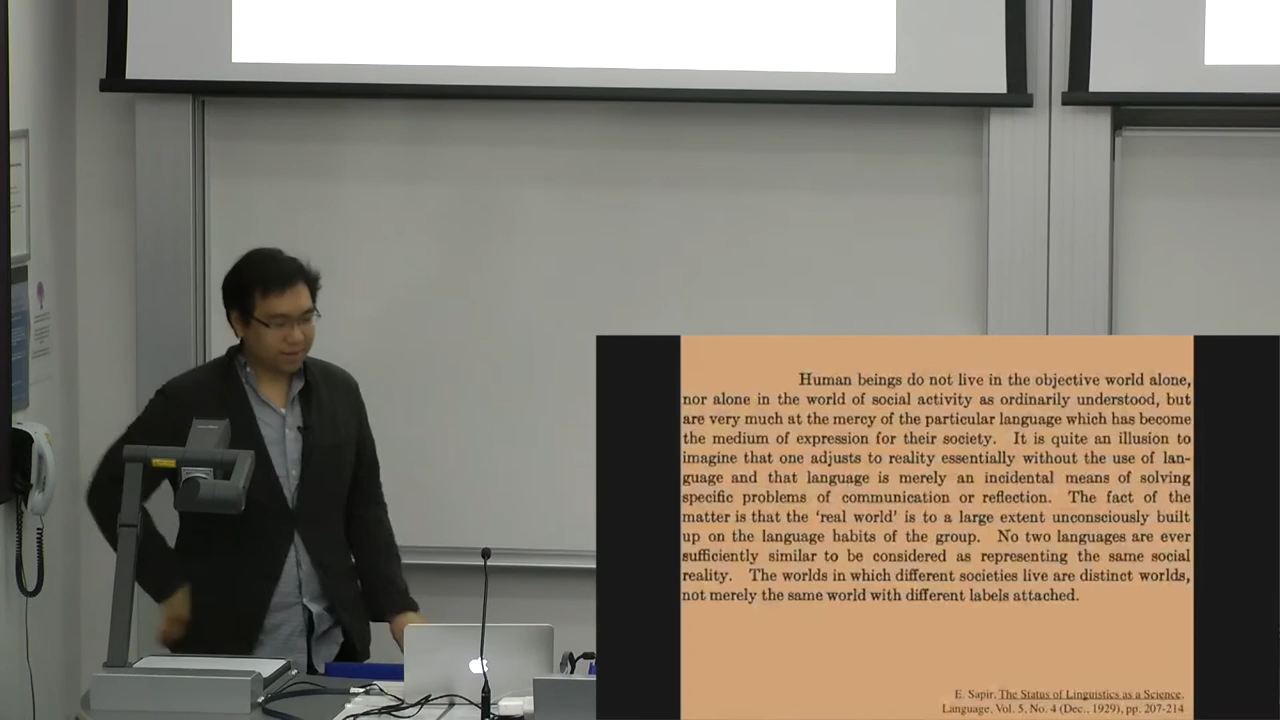 Human beings do not live in the objective world alone,
nor alone in the world of social activity as ordinarily understood, but
are very much at the mercy of the particular language which has become
the medium of expression for their society. It is quite an illusion to
imagine that one adjusts to reality essentially without the use of lan-
guage and that language is merely an incidental means of solving
specific problems of communication or reflection. The fact of the
matter is that the ‘real world’ is to a large extent unconsciously built
up on the language habits of the group. No two languages are ever
sufficiently similar to be considered as representing the same social
reality. The worlds in which different societies live are distinct worlds,
not merely the same world with different labels attached.
E. Sapir, The Status of Linguistics as a Science,
Language, Vol. 5, No. 4 (Dec., 1929), pp. 207-214